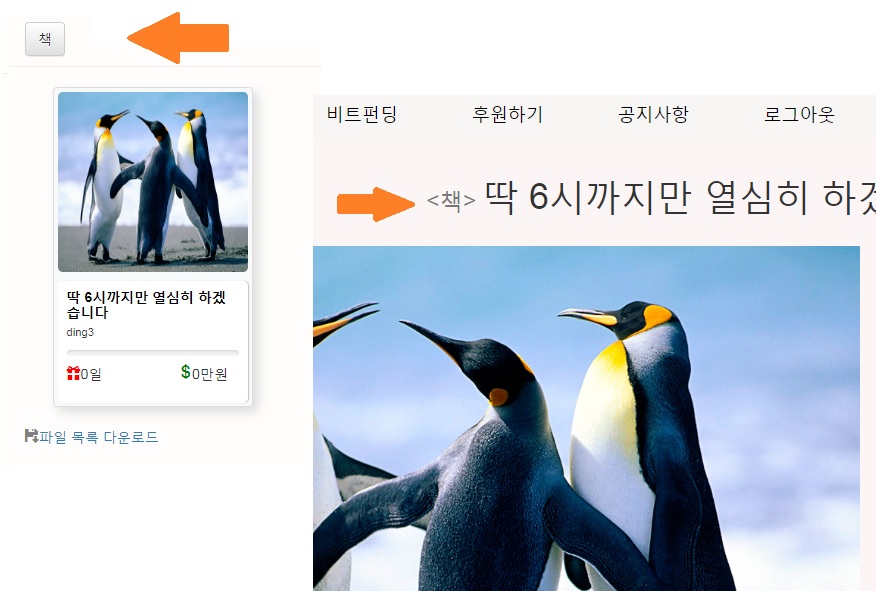 책
딱 6시까지만 열심히 하겠
습니다
ding3
0일 $0만원
파일 목록 다운로드
비트펀딩 후원하기 공지사항 로그아웃
<책> 딱 6시까지만 열심히 하겠